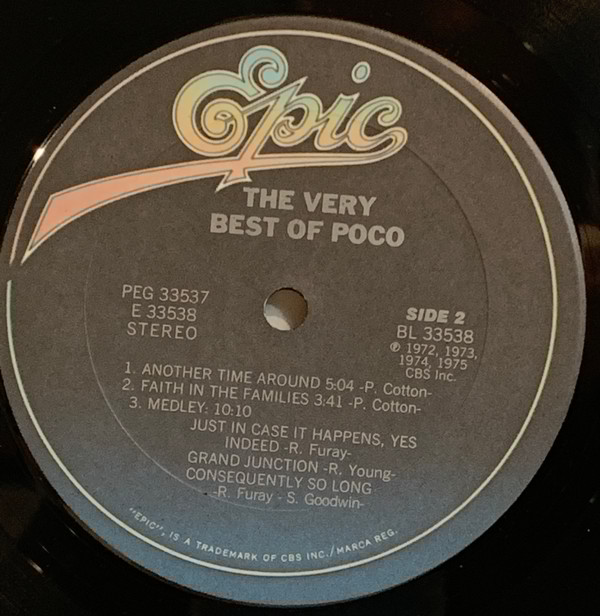 Epic
THE VERY
BEST OF POCO
PEG 33537
E 33538
STEREO
SIDE 2
BL 33538
℗ 1972, 1973,
1974, 1975
CBS Inc.
1. ANOTHER TIME AROUND 5:04 -P. Cotton-
2. FAITH IN THE FAMILIES 3:41 -P. Cotton-
3. MEDLEY: 10:10
JUST IN CASE IT HAPPENS, YES
INDEED -R. Furay-
GRAND JUNCTION -R. Young-
CONSEQUENTLY SO LONG
-R. Furay - S. Goodwin-
"EPIC", IS A TRADEMARK OF CBS INC./MARCA REG.